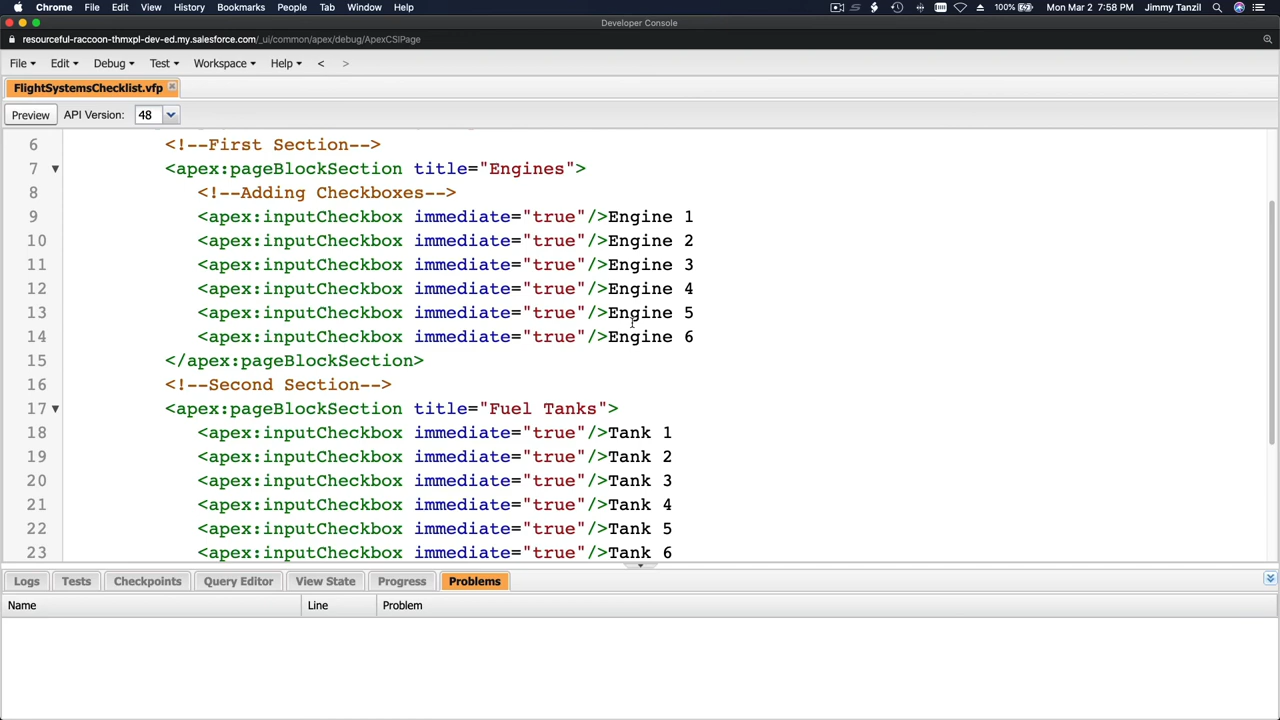 Chrome File Edit View History Bookmarks People Tab Window Help 100% Mon Mar 2 7:58 PM Jimmy Tanzil
Developer Console
resourceful-raccoon-thmxpl-dev-ed.my.salesforce.com/_ui/common/apex/debug/ApexCSIPage
File Edit Debug Test Workspace Help < >
FlightSystemsChecklist.vfp
Preview API Version: 48
6 <!--First Section-->
7 <apex:pageBlockSection title="Engines">
8 <!--Adding Checkboxes-->
9 <apex:inputCheckbox immediate="true"/>Engine 1
10 <apex:inputCheckbox immediate="true"/>Engine 2
11 <apex:inputCheckbox immediate="true"/>Engine 3
12 <apex:inputCheckbox immediate="true"/>Engine 4
13 <apex:inputCheckbox immediate="true"/>Engine 5
14 <apex:inputCheckbox immediate="true"/>Engine 6
15 </apex:pageBlockSection>
16 <!--Second Section-->
17 <apex:pageBlockSection title="Fuel Tanks">
18 <apex:inputCheckbox immediate="true"/>Tank 1
19 <apex:inputCheckbox immediate="true"/>Tank 2
20 <apex:inputCheckbox immediate="true"/>Tank 3
21 <apex:inputCheckbox immediate="true"/>Tank 4
22 <apex:inputCheckbox immediate="true"/>Tank 5
23 <apex:inputCheckbox immediate="true"/>Tank 6
Logs Tests Checkpoints Query Editor View State Progress Problems
Name Line Problem